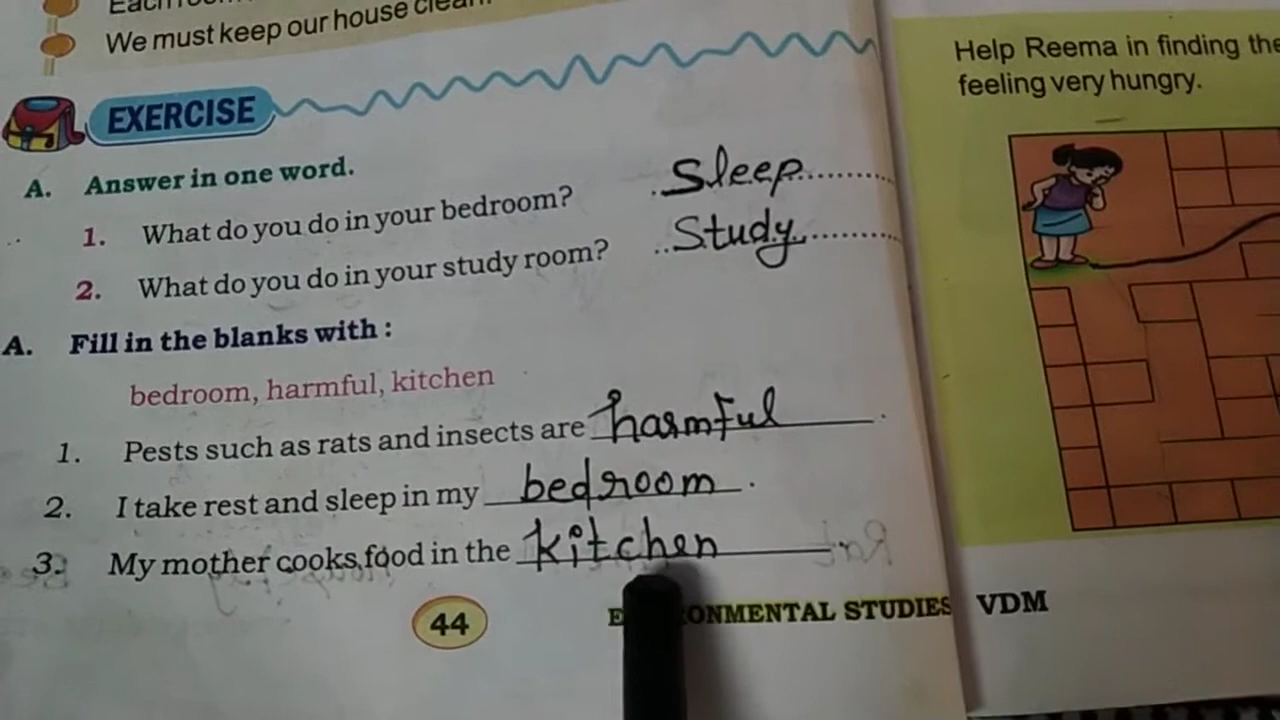 We must keep our house clean.
EXERCISE
A. Answer in one word.
1. What do you do in your bedroom? Sleep
2. What do you do in your study room? Study
A. Fill in the blanks with :
bedroom, harmful, kitchen
1. Pests such as rats and insects are harmful.
2. I take rest and sleep in my bedroom.
3. My mother cooks food in the kitchen.
44
STUDIES
Help Reema in finding the
feeling very hungry.
VDM